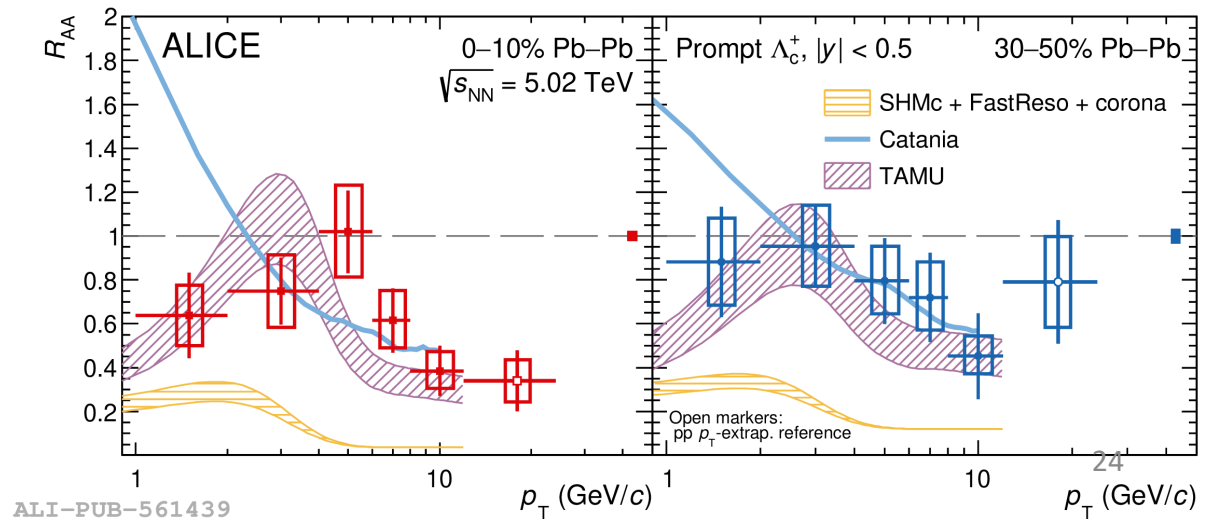 R_AA
2
1.8
1.6
1.4
1.2
1
0.8
0.6
0.4
0.2
ALICE
0–10% Pb–Pb
√s_NN = 5.02 TeV
Prompt Λ_c^+, |y| < 0.5
30–50% Pb–Pb
SHMc + FastReso + corona
Catania
TAMU
Open markers:
pp p_T-extrap. reference
1
10
1
10
24
p_T (GeV/c)
p_T (GeV/c)
ALI-PUB-561439